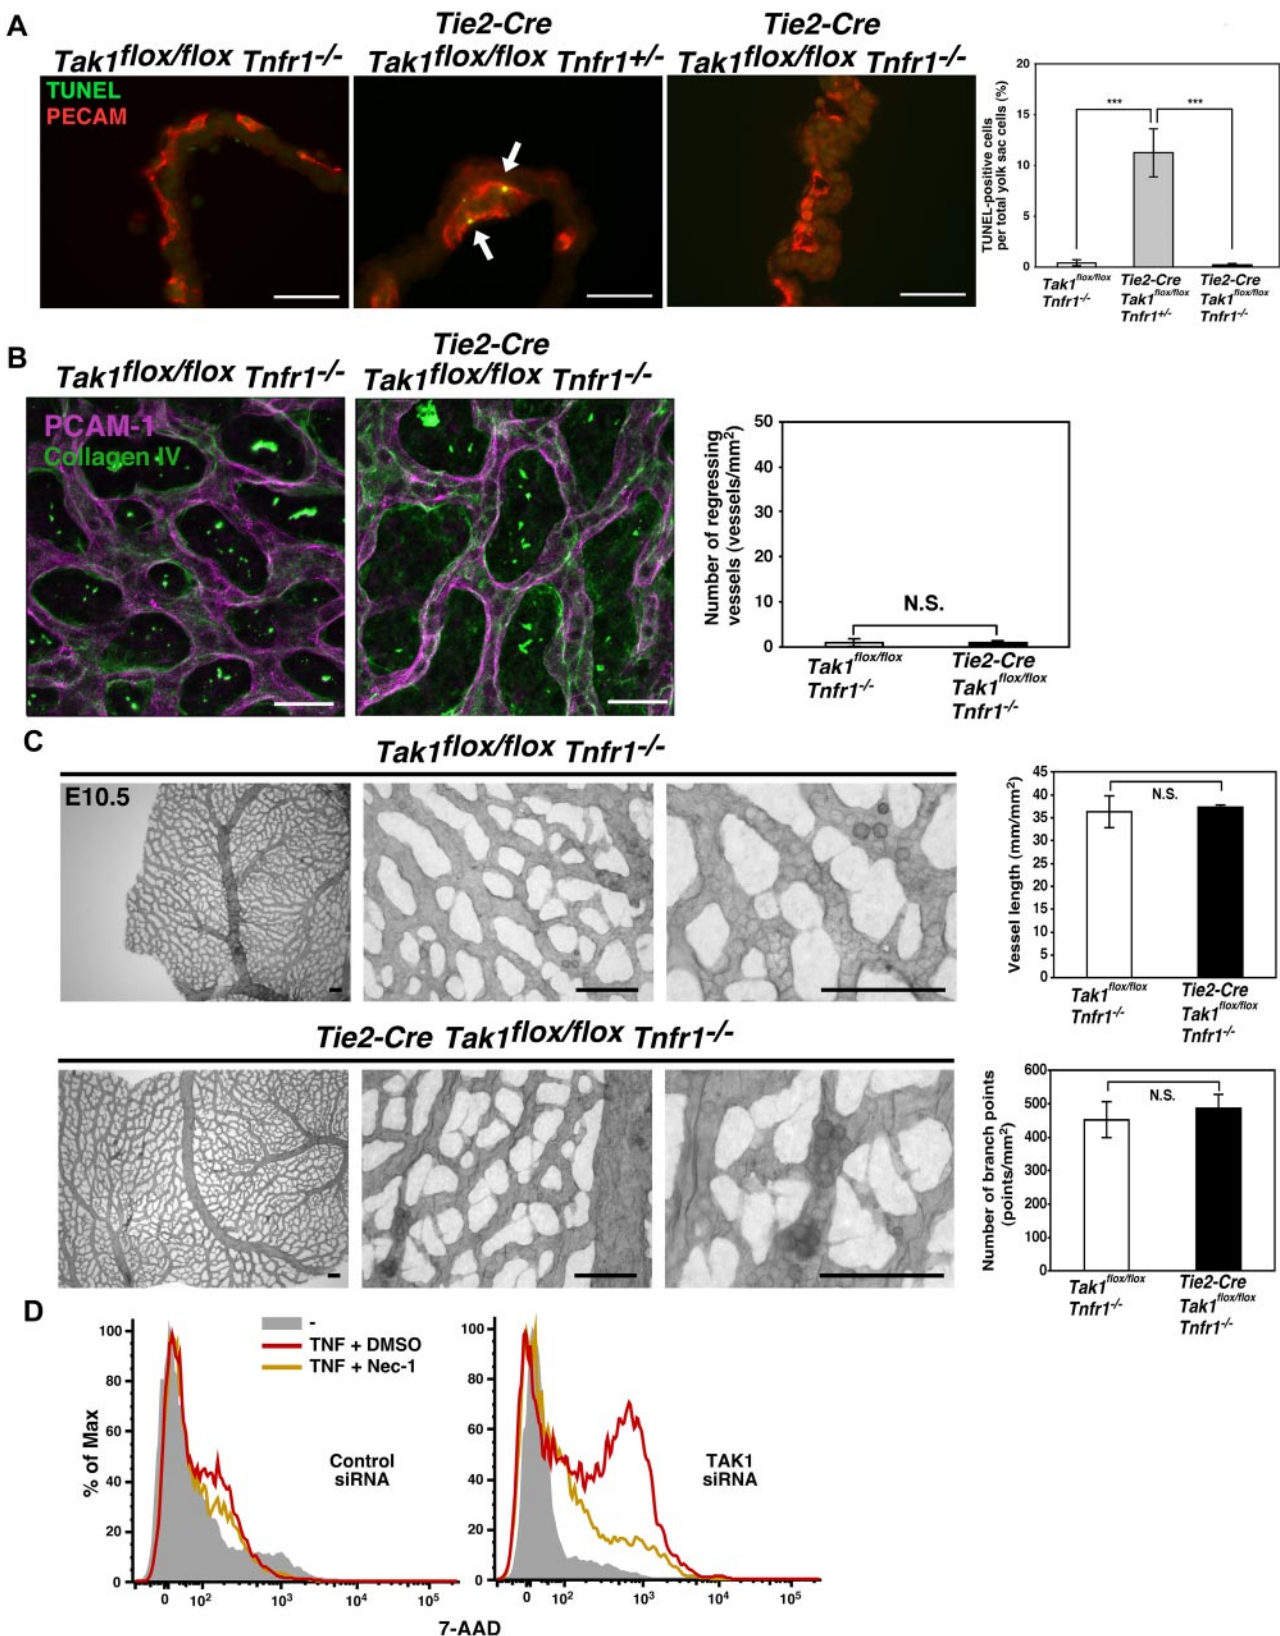 A
Tak1flox/flox Tnfr1-/-
Tie2-Cre
Tak1flox/flox Tnfr1+/-
Tie2-Cre
Tak1flox/flox Tnfr1-/-
TUNEL
PECAM
TUNEL-positive cells
per total yolk sac cells (%)
20
15
10
5
0
***
***
Tak1flox/flox
Tnfr1-/-
Tie2-Cre
Tak1flox/flox
Tnfr1+/-
Tie2-Cre
Tak1flox/flox
Tnfr1-/-
B
Tak1flox/flox Tnfr1-/-
Tie2-Cre
Tak1flox/flox Tnfr1-/-
PCAM-1
Collagen IV
Number of regressing
vessels (vessels/mm2)
50
40
30
20
10
0
N.S.
Tak1flox/flox
Tnfr1-/-
Tie2-Cre
Tak1flox/flox
Tnfr1-/-
C
Tak1flox/flox Tnfr1-/-
E10.5
Vessel length (mm/mm2)
45
40
35
30
25
20
15
10
5
0
N.S.
Tak1flox/flox
Tnfr1-/-
Tie2-Cre
Tak1flox/flox
Tnfr1-/-
Tie2-Cre Tak1flox/flox Tnfr1-/-
Number of branch points
(points/mm2)
600
500
400
300
200
100
0
N.S.
Tak1flox/flox
Tnfr1-/-
Tie2-Cre
Tak1flox/flox
Tnfr1-/-
D
% of Max
100
80
60
40
20
0
-
TNF + DMSO
TNF + Nec-1
Control
siRNA
0 102 103 104 105
100
80
60
40
20
0
TAK1
siRNA
0 102 103 104 105
7-AAD